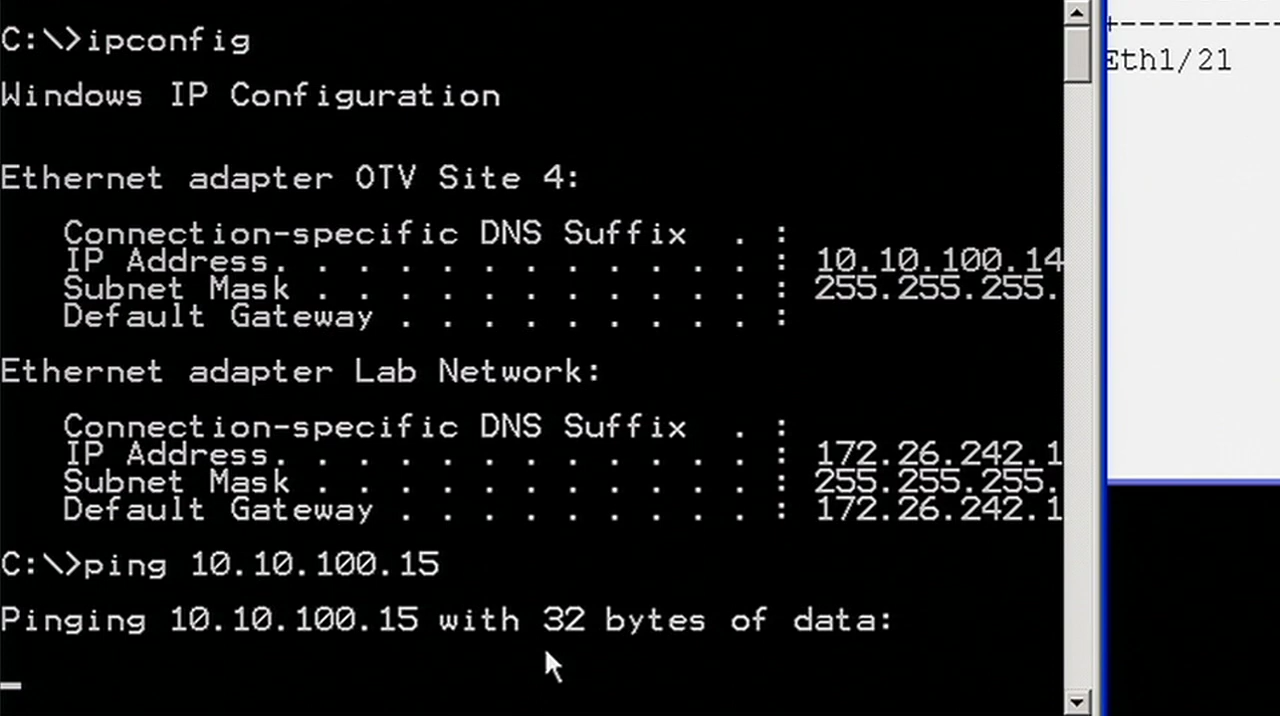 C:\>ipconfig
Windows IP Configuration
Ethernet adapter OTV Site 4:
Connection-specific DNS Suffix . :
IP Address. . . . . . . . . . . . : 10.10.100.14
Subnet Mask . . . . . . . . . . . : 255.255.255.
Default Gateway . . . . . . . . . :
Ethernet adapter Lab Network:
Connection-specific DNS Suffix . :
IP Address. . . . . . . . . . . . : 172.26.242.1
Subnet Mask . . . . . . . . . . . : 255.255.255.
Default Gateway . . . . . . . . . : 172.26.242.1
C:\>ping 10.10.100.15
Pinging 10.10.100.15 with 32 bytes of data:
+---------
Eth1/21